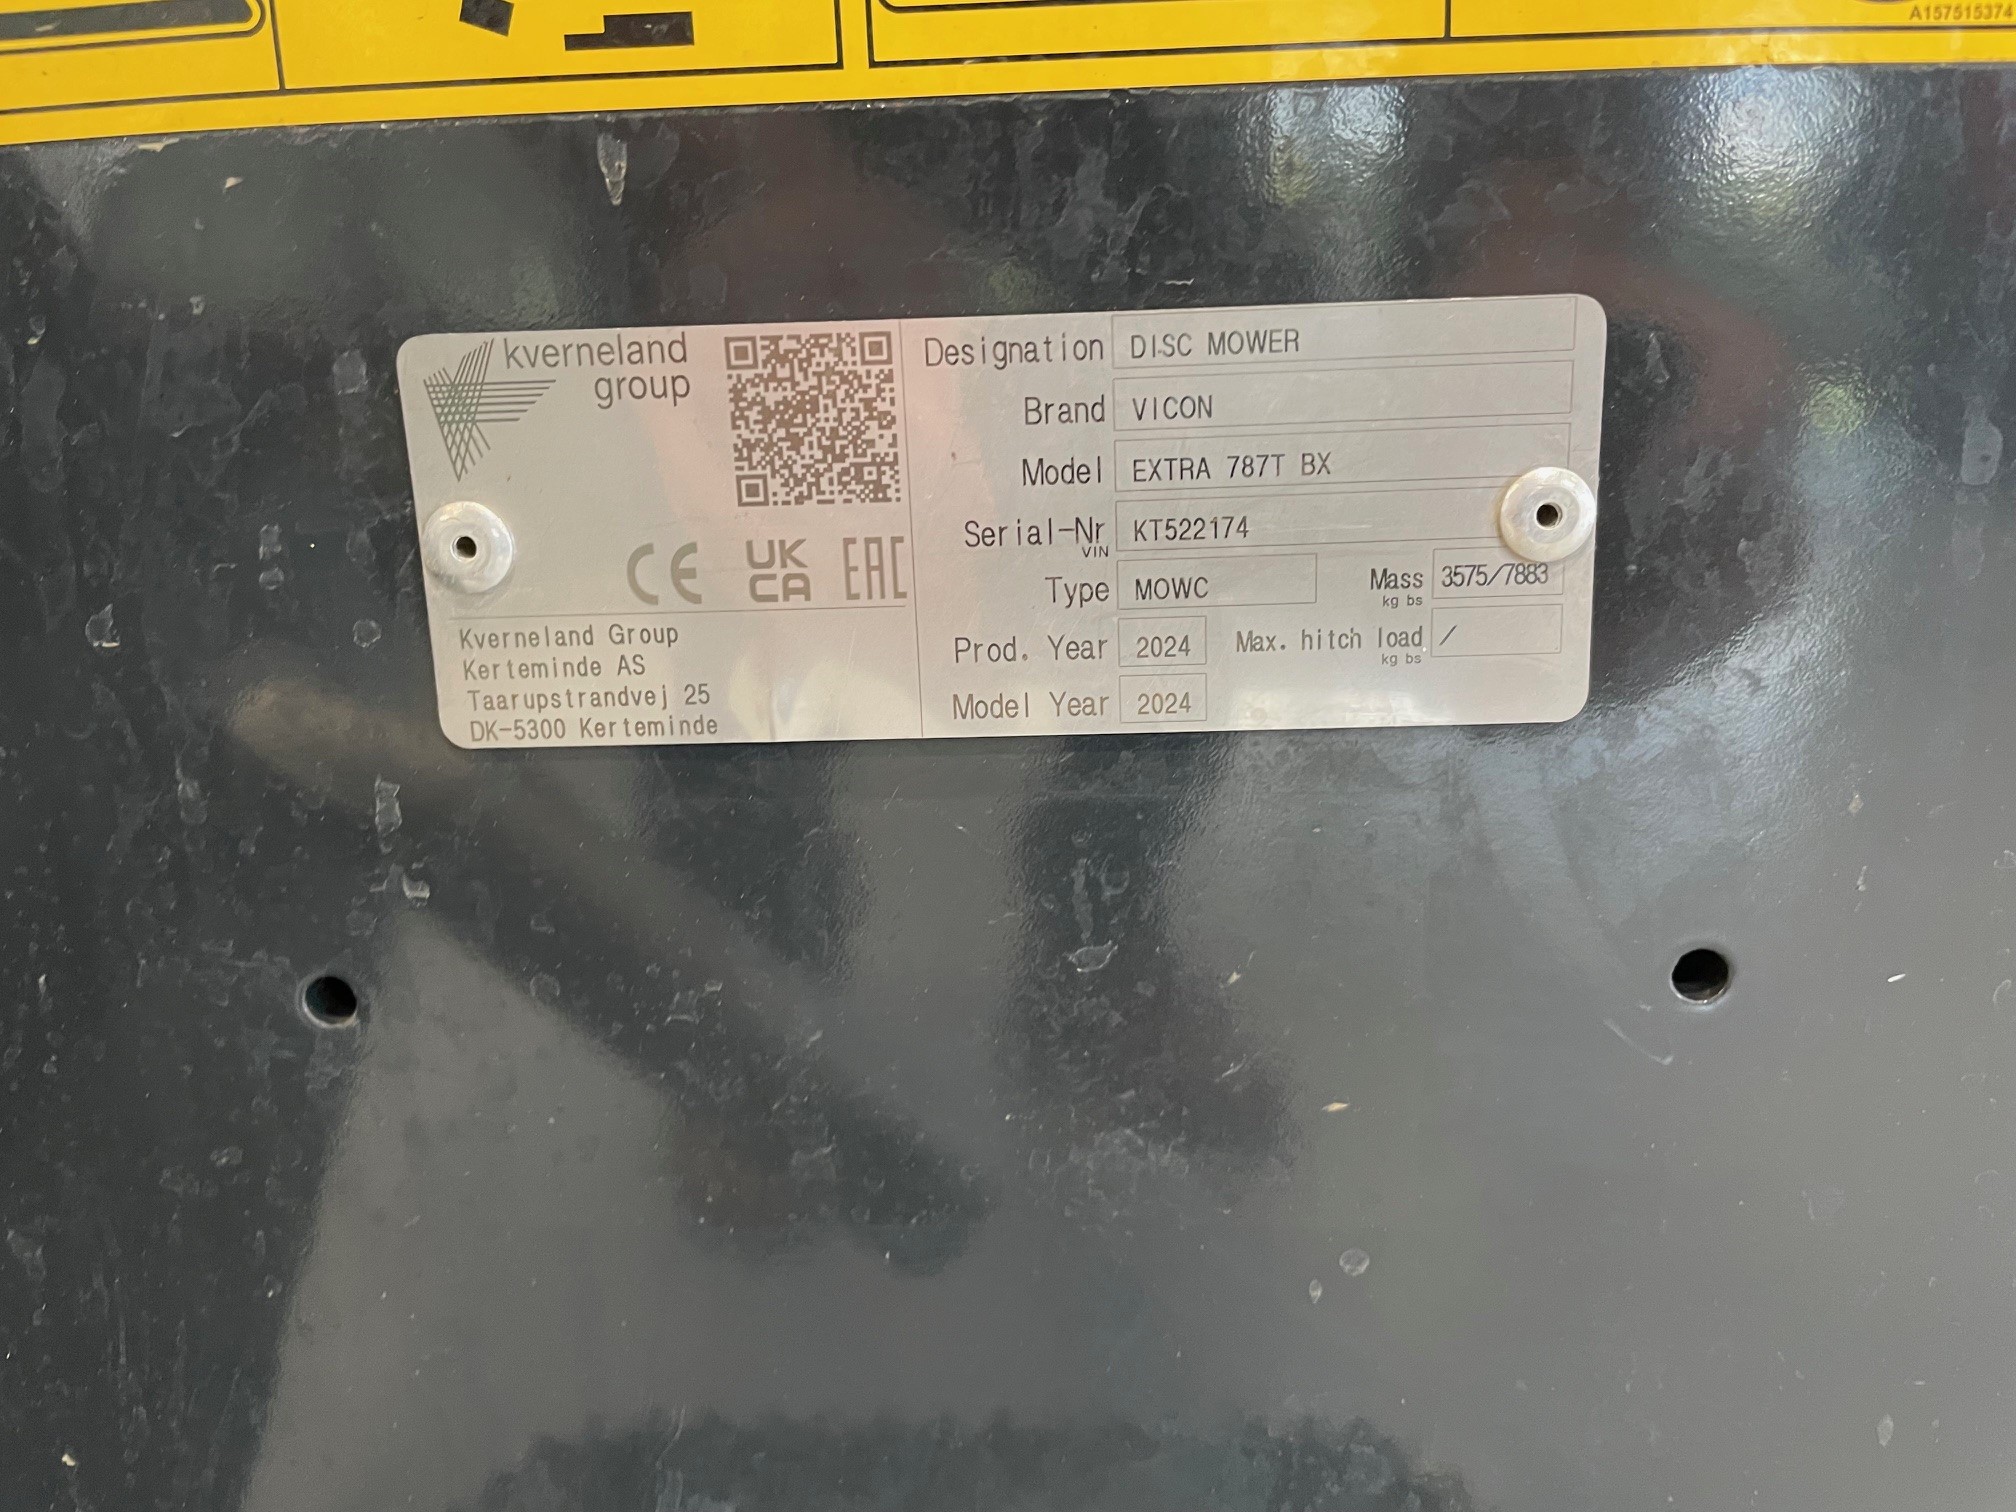 A157515374
kverneland
group
CE UK
CA EAC
Kverneland Group
Kerteminde AS
Taarupstrandvej 25
DK-5300 Kerteminde
Designation DISC MOWER
Brand VICON
Model EXTRA 787T BX
Serial-Nr KT522174
VIN
Type MOWC Mass 3575/7883
kg bs
Prod. Year 2024 Max. hitch load /
kg bs
Model Year 2024